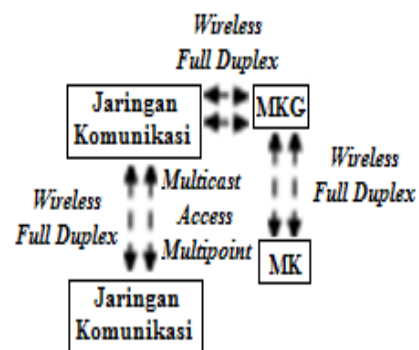 Wireless
Full Duplex
Jaringan
Komunikasi
MKG
Wireless
Full Duplex
Multicast
Access
Multipoint
Wireless
Full Duplex
MK
Jaringan
Komunikasi